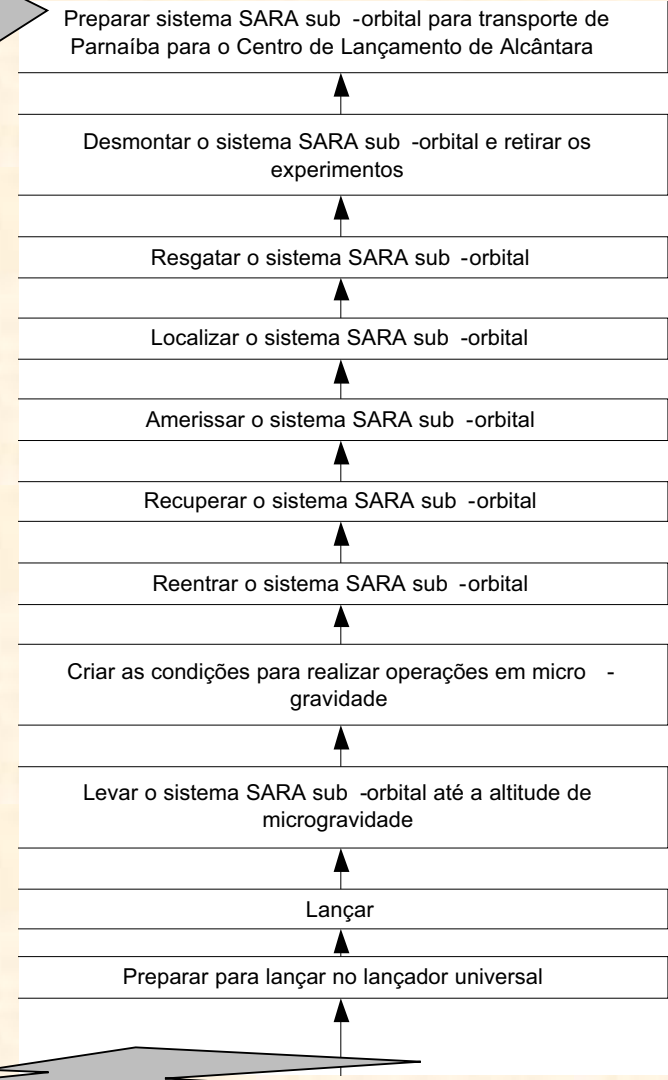 Preparar sistema SARA sub -orbital para transporte de
Parnaíba para o Centro de Lançamento de Alcântara
Desmontar o sistema SARA sub -orbital e retirar os
experimentos
Resgatar o sistema SARA sub -orbital
Localizar o sistema SARA sub -orbital
Amerissar o sistema SARA sub -orbital
Recuperar o sistema SARA sub -orbital
Reentrar o sistema SARA sub -orbital
Criar as condições para realizar operações em micro -
gravidade
Levar o sistema SARA sub -orbital até a altitude de
microgravidade
Lançar
Preparar para lançar no lançador universal